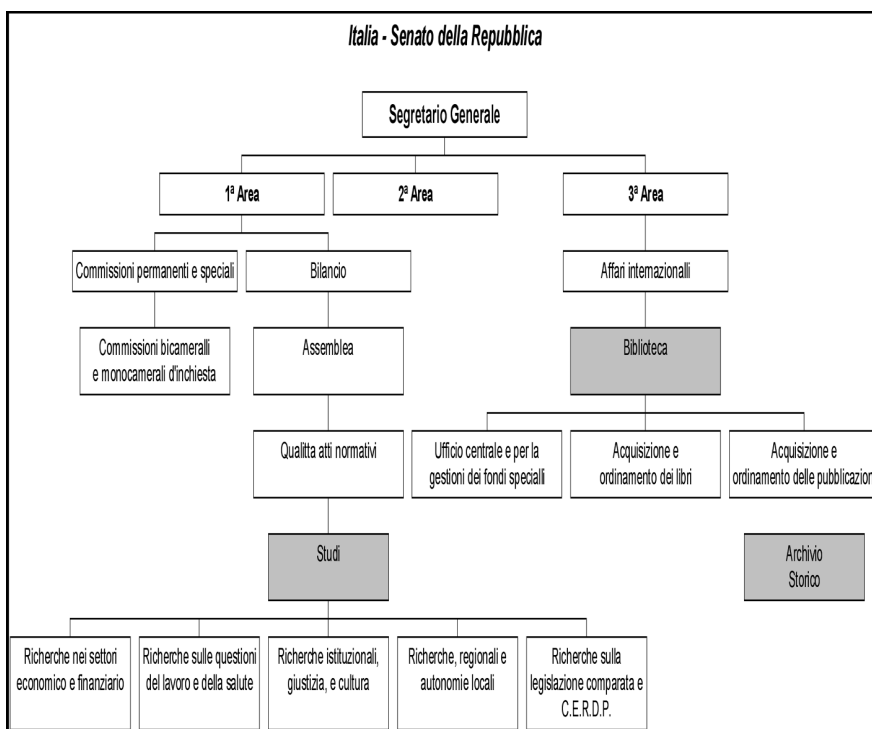 Italia - Senato della Repubblica
Segretario Generale
1ª Area
2ª Area
3ª Area
Commissioni permanenti e speciali
Bilancio
Affari internazionalli
Commissioni bicameralli
e monocamerali d'inchiesta
Assemblea
Biblioteca
Qualitta atti normativi
Ufficio centrale e per la
gestioni dei fondi specialli
Acquisizione e
ordinamento dei libri
Acquisizione e
ordinamento delle pubblicazion
Studi
Archivio
Storico
Richerche nei settori
economico e finanziario
Richerche sulle questioni
del lavoro e della salute
Richerche istituzionali,
giustizia, e cultura
Richerche, regionali e
autonomie locali
Richerche sulla
legislazione comparata e
C.E.R.D.P.